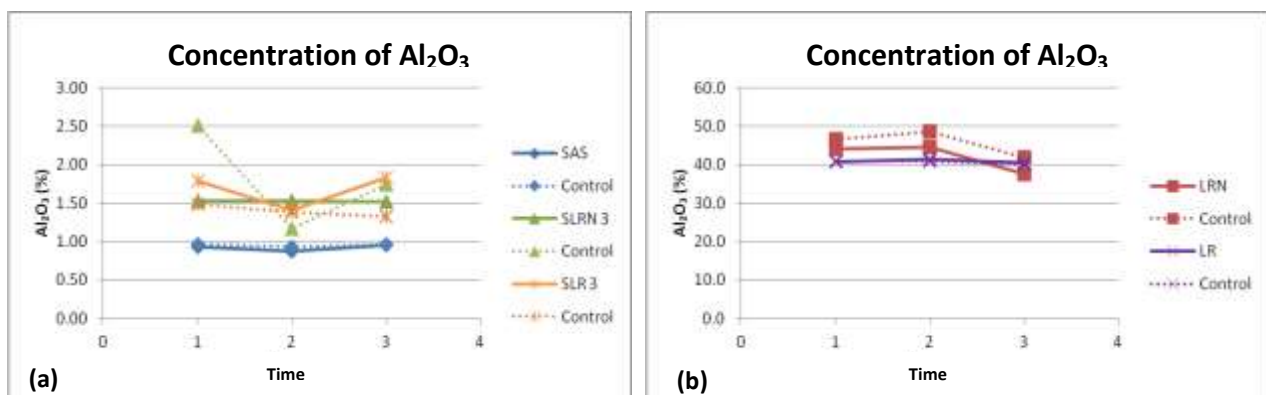 Concentration of Al₂O₃
3.00
2.50
2.00
1.50
1.00
0.50
0.00
Al₂O₃ (%)
0 1 2 3 4
Time
SAS
Control
SLRN 3
Control
SLR 3
Control
(a)
Concentration of Al₂O₃
60.0
50.0
40.0
30.0
20.0
10.0
0.0
Al₂O₃ (%)
0 1 2 3 4
Time
LRN
Control
LR
Control
(b)